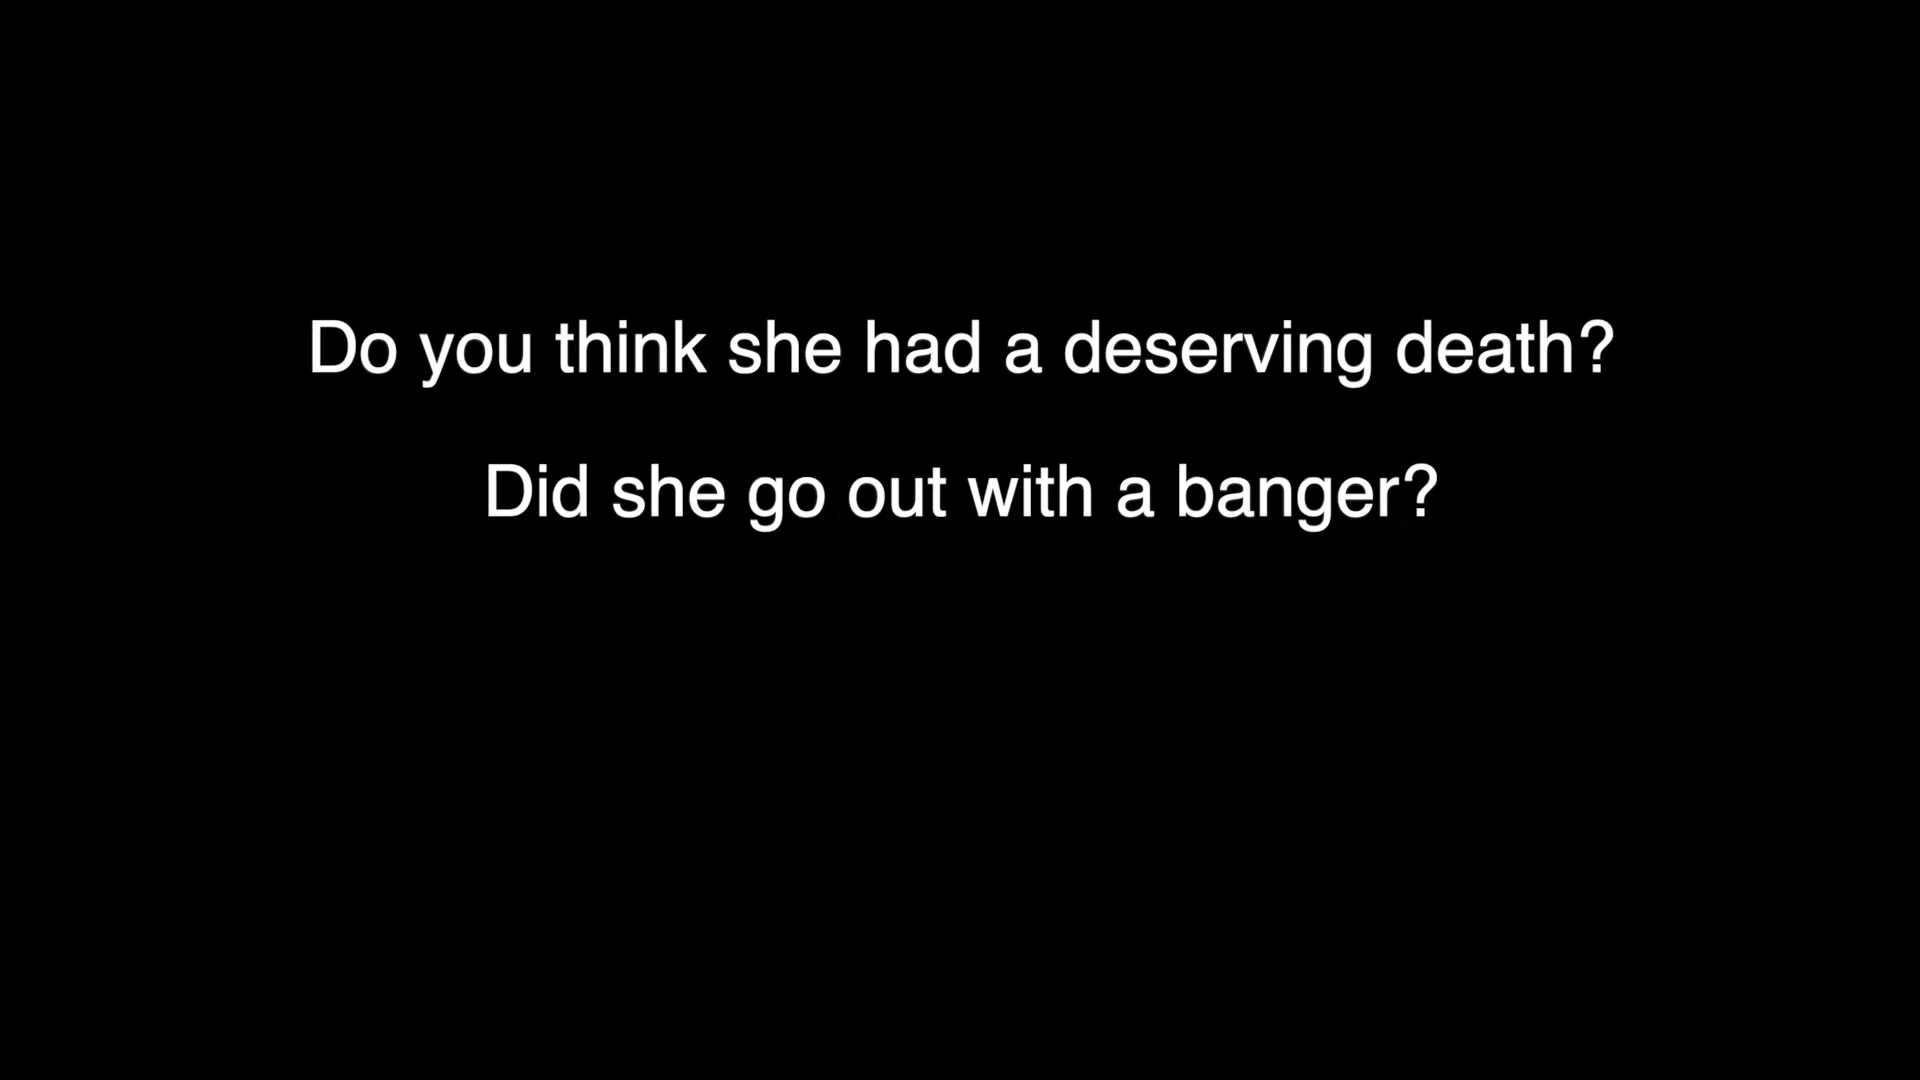 Do you think she had a deserving death?
Did she go out with a banger?